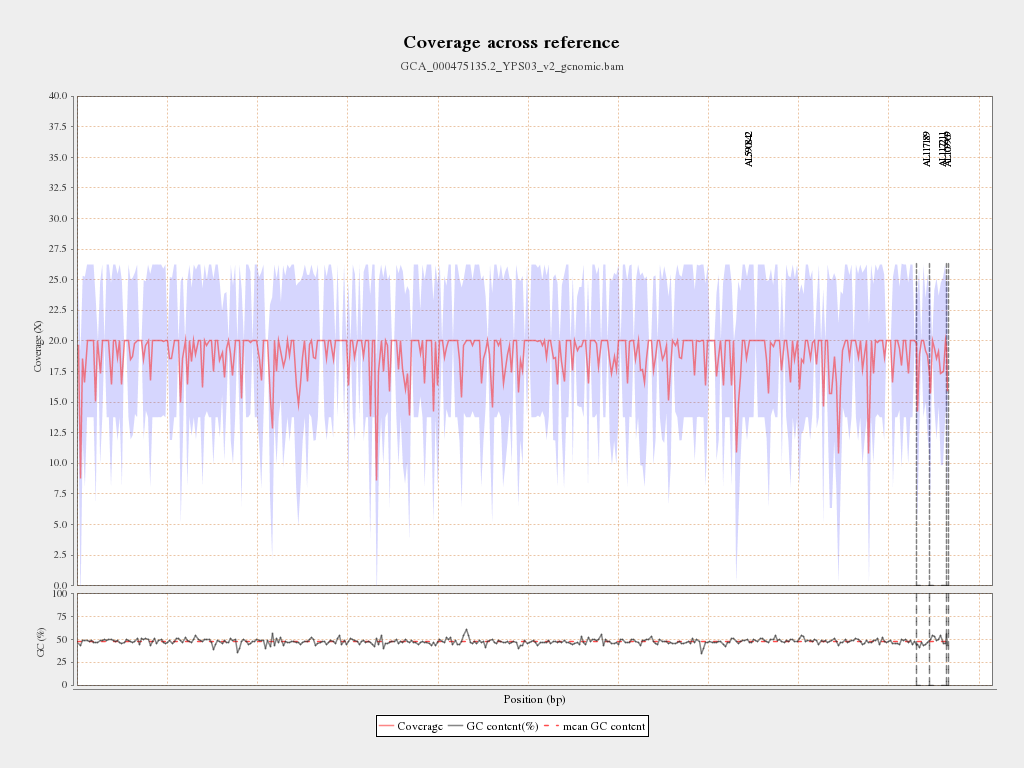 Coverage across reference
GCA_000475135.2_YPS03_v2_genomic.bam
40.0
37.5
35.0
32.5
30.0
27.5
25.0
22.5
20.0
17.5
15.0
12.5
10.0
7.5
5.0
2.5
0.0
Coverage (X)
AL590842
AL117189
AL117211
AL109969
100
75
50
25
0
GC (%)
Position (bp)
Coverage GC content(%) mean GC content